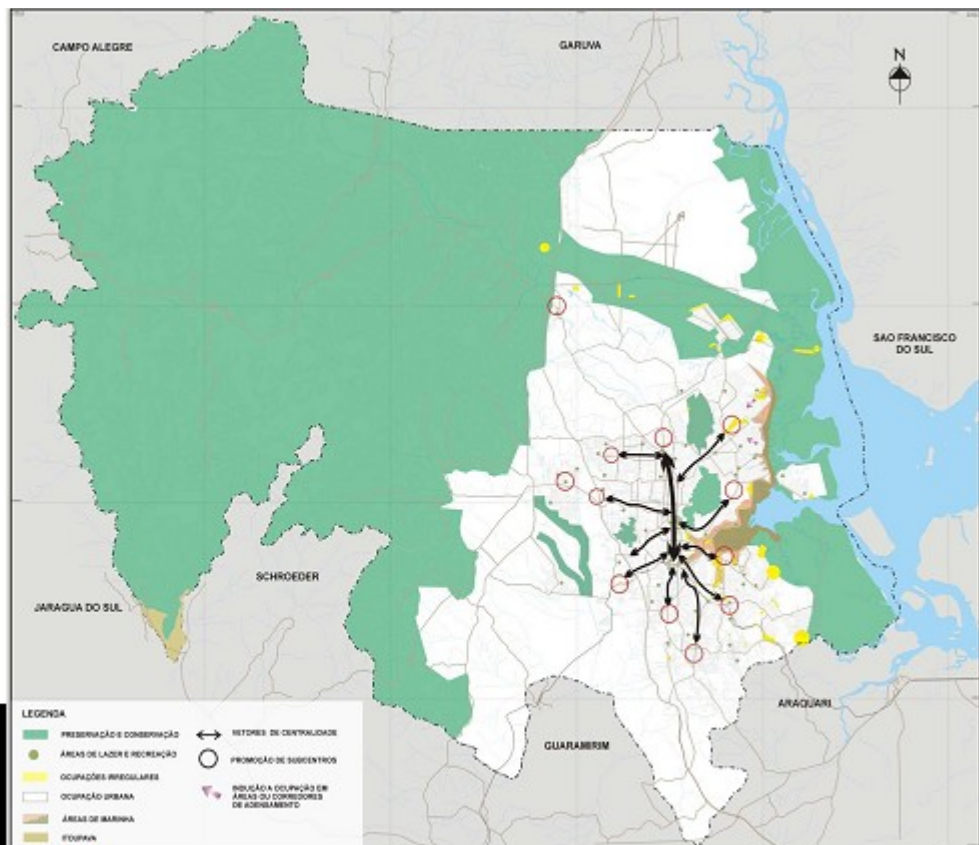 CAMPO ALEGRE
GARUVA
N
SAO FRANCISCO
DO SUL
SCHROEDER
JARAGUA DO SUL
ARAQUARI
GUARAMIRIM
LEGENDA
PRESERVAÇÃO E CONSERVAÇÃO
ÁREAS DE LAZER E RECREAÇÃO
OCUPAÇÕES IRREGULARES
OCUPAÇÃO URBANA
ÁREAS DE MARINHA
ITOUPAVA
VETORES DE CENTRALIDADE
PROMOÇÃO DE SUBCENTROS
INDUÇÃO A OCUPAÇÃO EM
ÁREAS OU CORREDORES
DE ADENSAMENTO